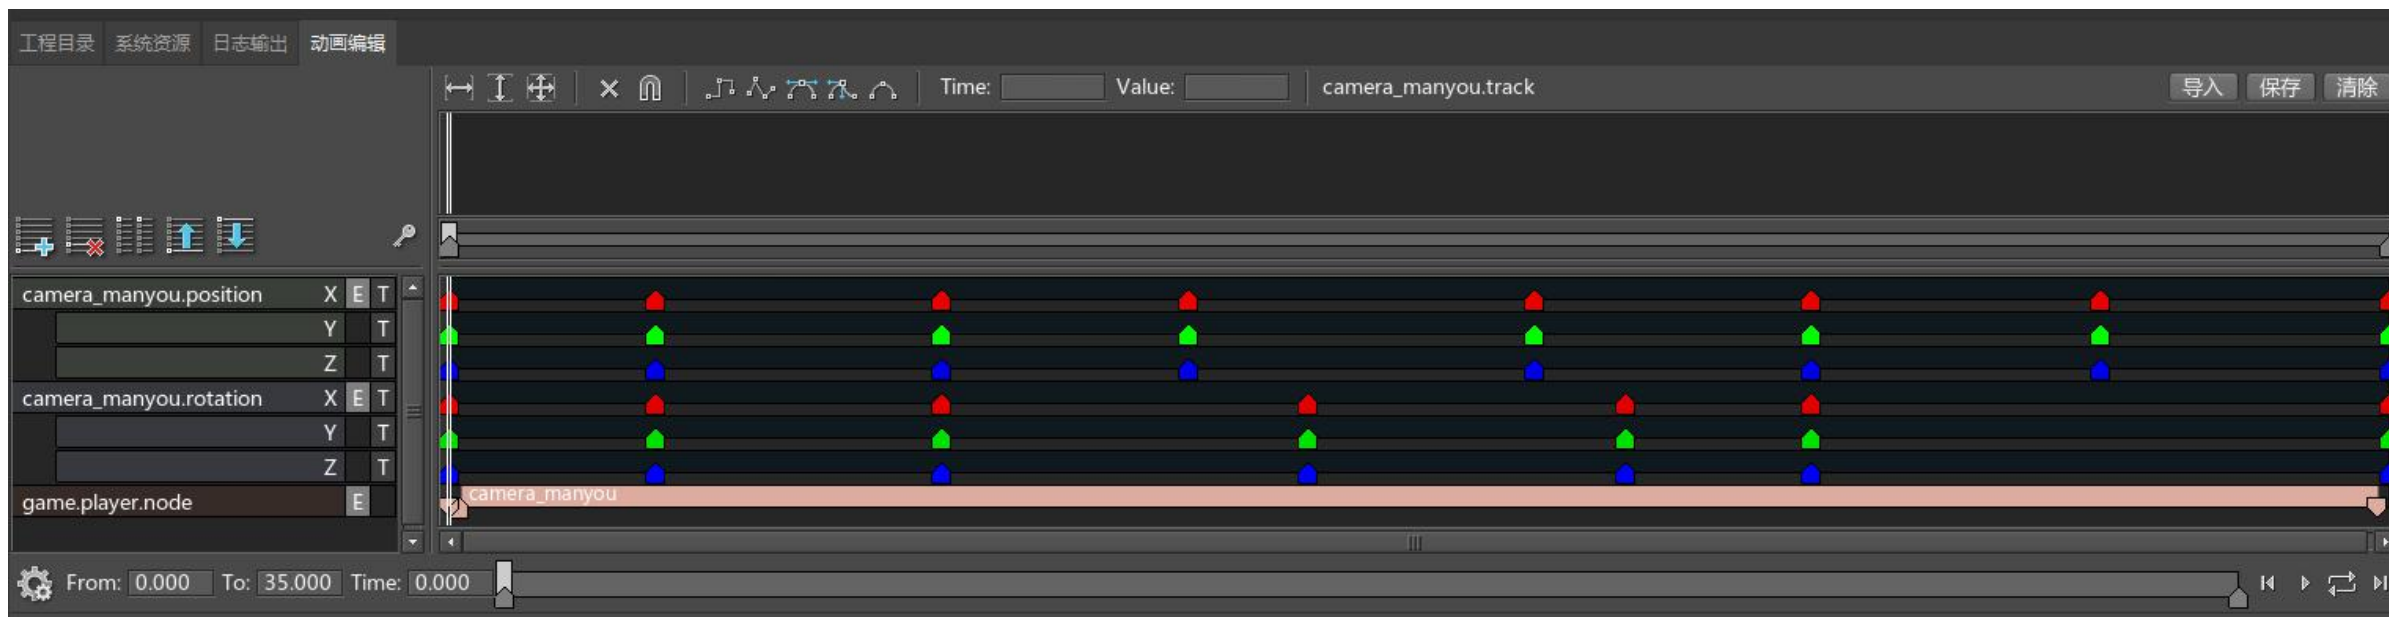 工程目录 系统资源 日志输出 动画编辑
Time: Value: camera_manyou.track 导入 保存 清除
camera_manyou.position X E T
Y T
Z T
camera_manyou.rotation X E T
Y T
Z T
game.player.node E camera_manyou
From: 0.000 To: 35.000 Time: 0.000